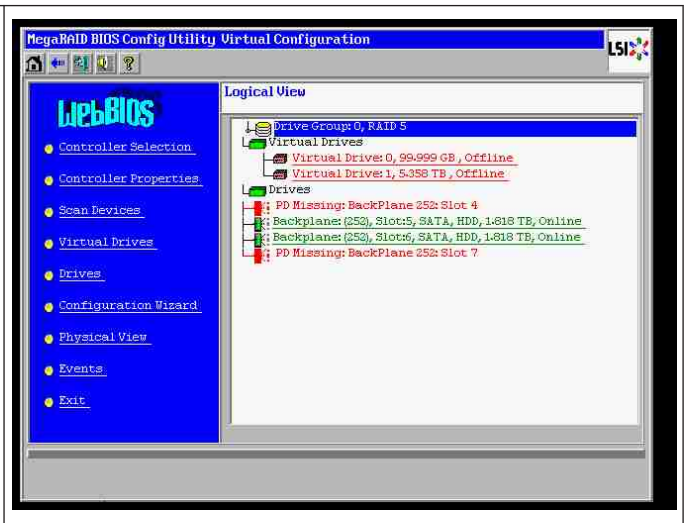 MegaRAID BIOS Config Utility Virtual Configuration
LSI
WebBIOS
Controller Selection
Controller Properties
Scan Devices
Virtual Drives
Drives
Configuration Wizard
Physical View
Events
Exit
Logical View
Drive Group: 0, RAID 5
Virtual Drives
Virtual Drive: 0, 99.999 GB , Offline
Virtual Drive: 1, 5.358 TB , Offline
Drives
PD Missing: BackPlane 252: Slot 4
Backplane: (252), Slot:5, SATA, HDD, 1.818 TB, Online
Backplane: (252), Slot:6, SATA, HDD, 1.818 TB, Online
PD Missing: BackPlane 252: Slot 7